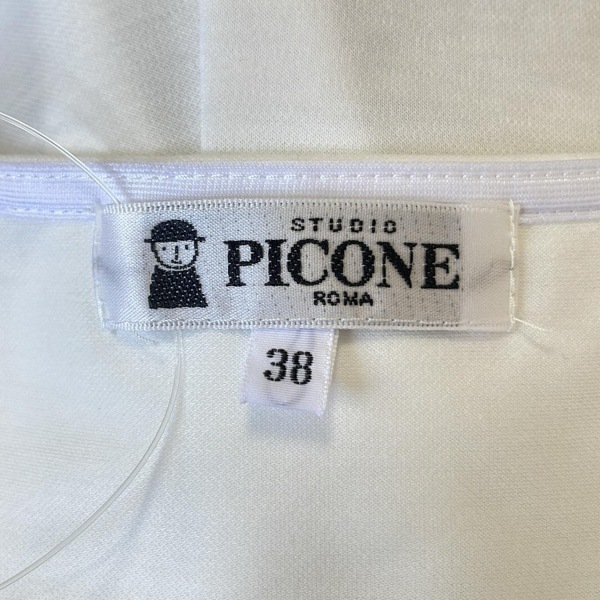 STUDIO
PICONE
ROMA
38